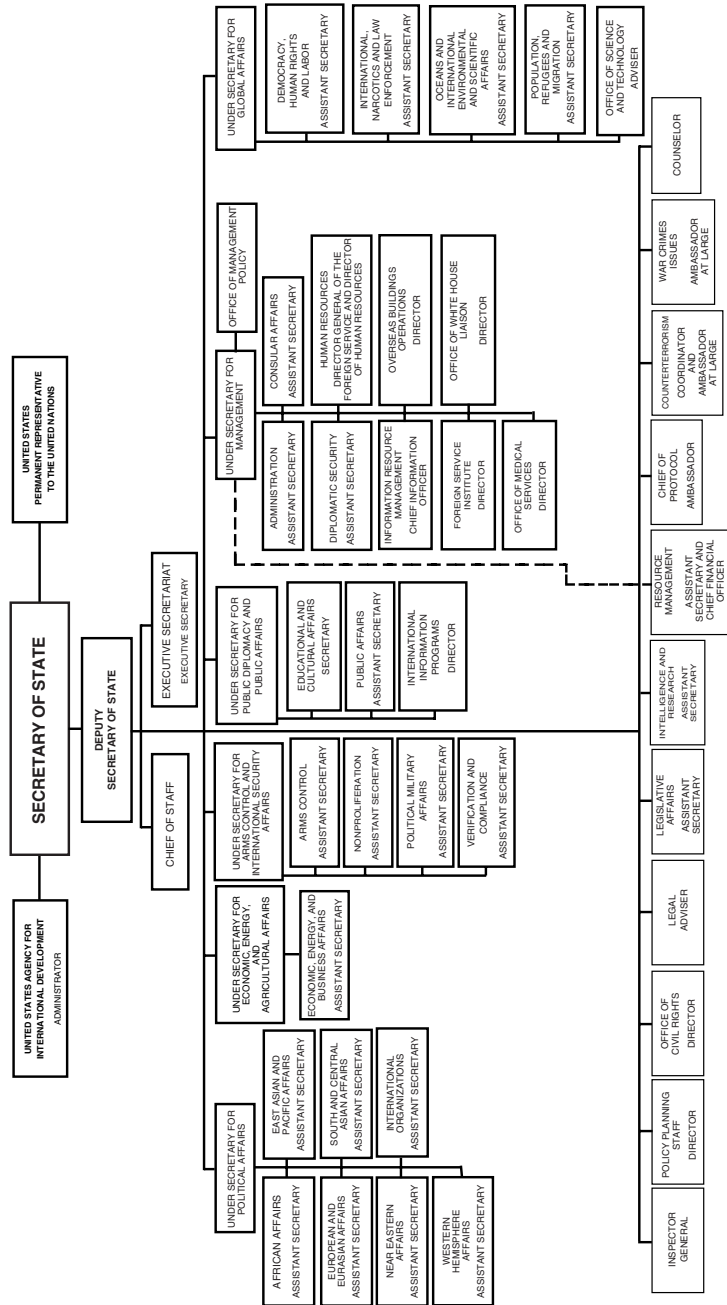 UNITED STATES AGENCY FOR
INTERNATIONAL DEVELOPMENT
ADMINISTRATOR
SECRETARY OF STATE
UNITED STATES
PERMANENT REPRESENTATIVE
TO THE UNITED NATIONS
DEPUTY
SECRETARY OF STATE
CHIEF OF STAFF
EXECUTIVE SECRETARIAT
EXECUTIVE SECRETARY
UNDER SECRETARY FOR
POLITICAL AFFAIRS
AFRICAN AFFAIRS
ASSISTANT SECRETARY
EAST ASIAN AND
PACIFIC AFFAIRS
ASSISTANT SECRETARY
EUROPEAN AND
EURASIAN AFFAIRS
ASSISTANT SECRETARY
SOUTH AND CENTRAL
ASIAN AFFAIRS
ASSISTANT SECRETARY
NEAR EASTERN
AFFAIRS
ASSISTANT SECRETARY
INTERNATIONAL
ORGANIZATIONS
ASSISTANT SECRETARY
WESTERN
HEMISPHERE
AFFAIRS
ASSISTANT SECRETARY
UNDER SECRETARY FOR
ECONOMIC, ENERGY,
AND
AGRICULTURAL AFFAIRS
ECONOMIC, ENERGY, AND
BUSINESS AFFAIRS
ASSISTANT SECRETARY
UNDER SECRETARY FOR
ARMS CONTROL AND
INTERNATIONAL SECURITY
AFFAIRS
ARMS CONTROL
ASSISTANT SECRETARY
NONPROLIFERATION
ASSISTANT SECRETARY
POLITICAL MILITARY
AFFAIRS
ASSISTANT SECRETARY
VERIFICATION AND
COMPLIANCE
ASSISTANT SECRETARY
UNDER SECRETARY FOR
PUBLIC DIPLOMACY AND
PUBLIC AFFAIRS
EDUCATIONAL AND
CULTURAL AFFAIRS
SECRETARY
PUBLIC AFFAIRS
ASSISTANT SECRETARY
INTERNATIONAL
INFORMATION
PROGRAMS
DIRECTOR
UNDER SECRETARY FOR
MANAGEMENT
OFFICE OF MANAGEMENT
POLICY
ADMINISTRATION
ASSISTANT SECRETARY
CONSULAR AFFAIRS
ASSISTANT SECRETARY
DIPLOMATIC SECURITY
ASSISTANT SECRETARY
HUMAN RESOURCES
DIRECTOR GENERAL OF THE
FOREIGN SERVICE AND DIRECTOR
OF HUMAN RESOURCES
INFORMATION RESOURCE
MANAGEMENT
CHIEF INFORMATION
OFFICER
OVERSEAS BUILDINGS
OPERATIONS
DIRECTOR
FOREIGN SERVICE
INSTITUTE
DIRECTOR
OFFICE OF WHITE HOUSE
LIAISON
DIRECTOR
OFFICE OF MEDICAL
SERVICES
DIRECTOR
UNDER SECRETARY FOR
GLOBAL AFFAIRS
DEMOCRACY,
HUMAN RIGHTS
AND LABOR
ASSISTANT SECRETARY
INTERNATIONAL,
NARCOTICS AND LAW
ENFORCEMENT
ASSISTANT SECRETARY
OCEANS AND
INTERNATIONAL
ENVIRONMENTAL
AND SCIENTIFIC
AFFAIRS
ASSISTANT SECRETARY
POPULATION,
REFUGEES AND
MIGRATION
ASSISTANT SECRETARY
OFFICE OF SCIENCE
AND TECHNOLOGY
ADVISER
INSPECTOR
GENERAL
POLICY PLANNING
STAFF
DIRECTOR
OFFICE OF
CIVIL RIGHTS
DIRECTOR
LEGAL
ADVISER
LEGISLATIVE
AFFAIRS
ASSISTANT
SECRETARY
INTELLIGENCE AND
RESEARCH
ASSISTANT
SECRETARY
RESOURCE
MANAGEMENT
ASSISTANT
SECRETARY AND
CHIEF FINANCIAL
OFFICER
CHIEF OF
PROTOCOL
AMBASSADOR
COUNTERTERRORISM
COORDINATOR
AND
AMBASSADOR
AT LARGE
WAR CRIMES
ISSUES
AMBASSADOR
AT LARGE
COUNSELOR